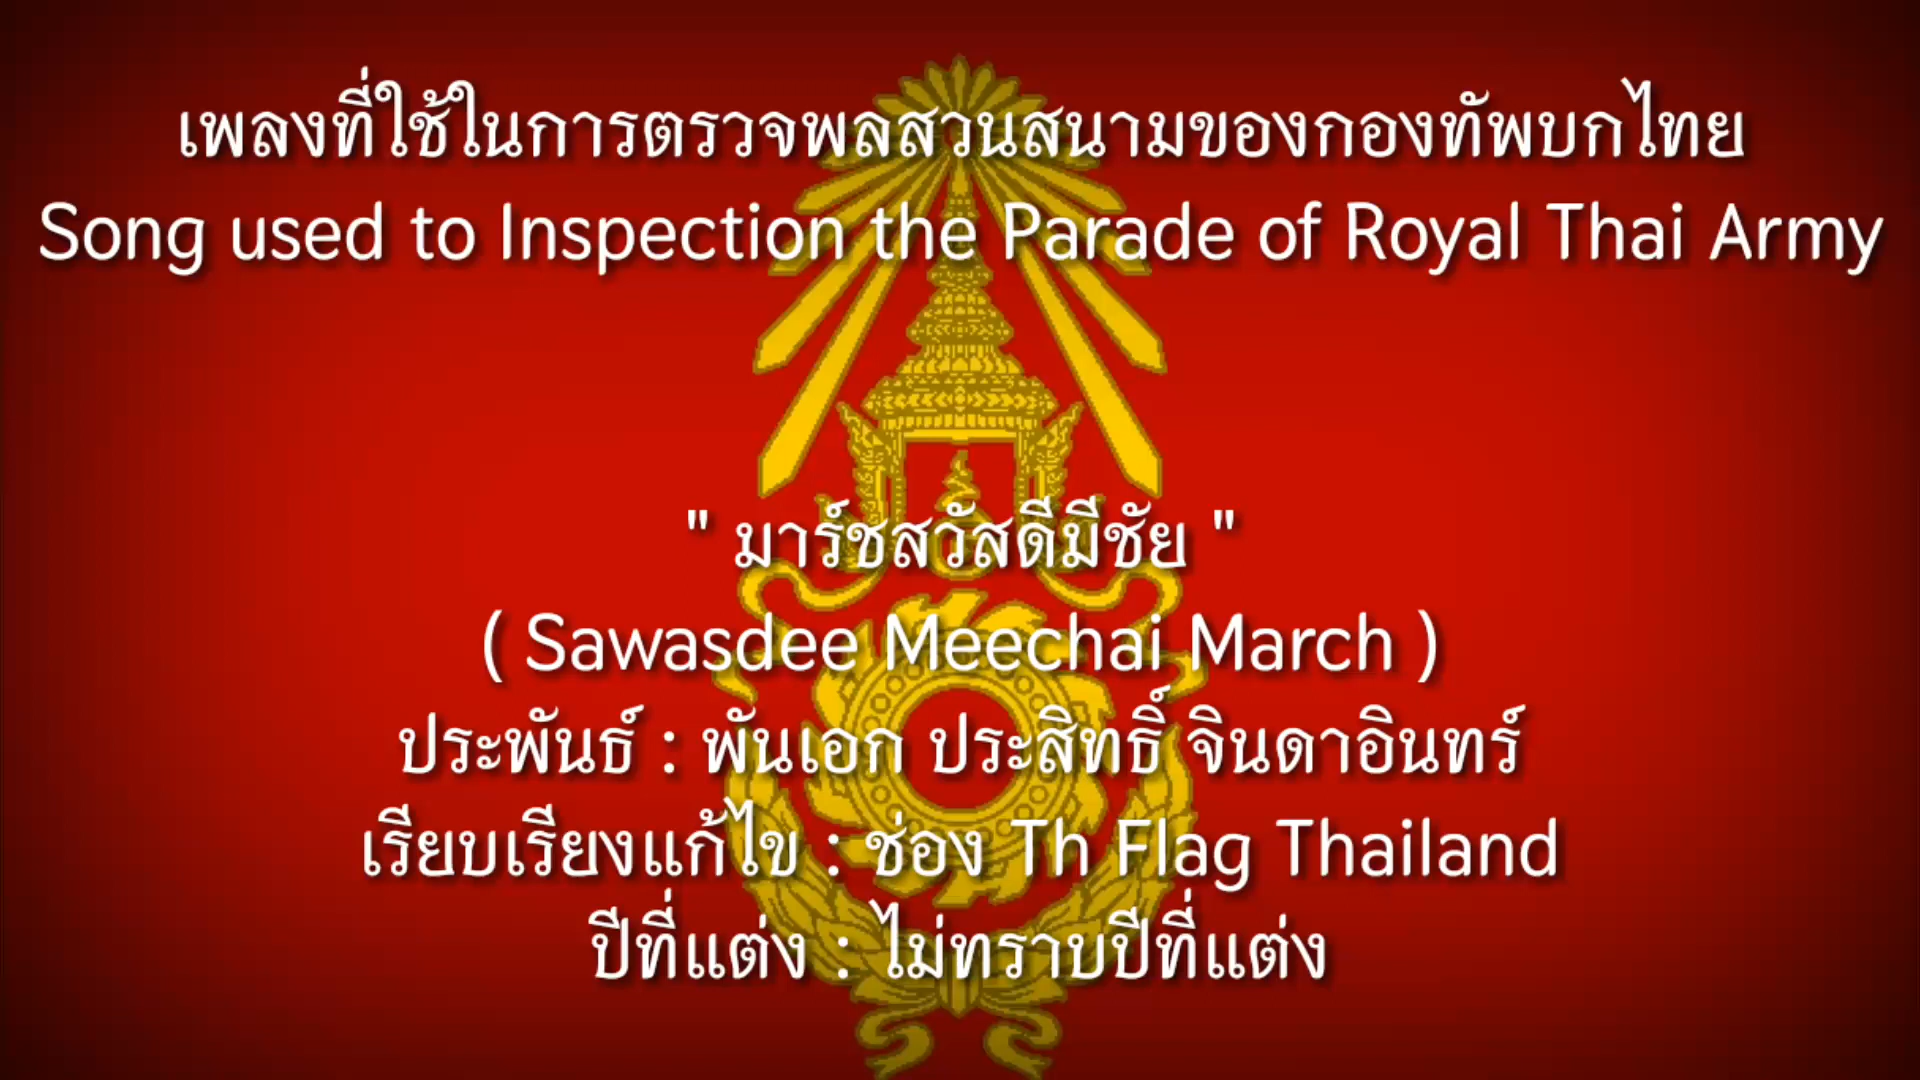 เพลงที่ใช้ในการตรวจพลสวนสนามของกองทัพบกไทย
Song used to Inspection the Parade of Royal Thai Army
" มาร์ชสวัสดีมีชัย "
( Sawasdee Meechai March )
ประพันธ์ : พันเอก ประสิทธิ์ จินดาอินทร์
เรียบเรียงแก้ไข : ช่อง Th Flag Thailand
ปีที่แต่ง : ไม่ทราบปีที่แต่ง